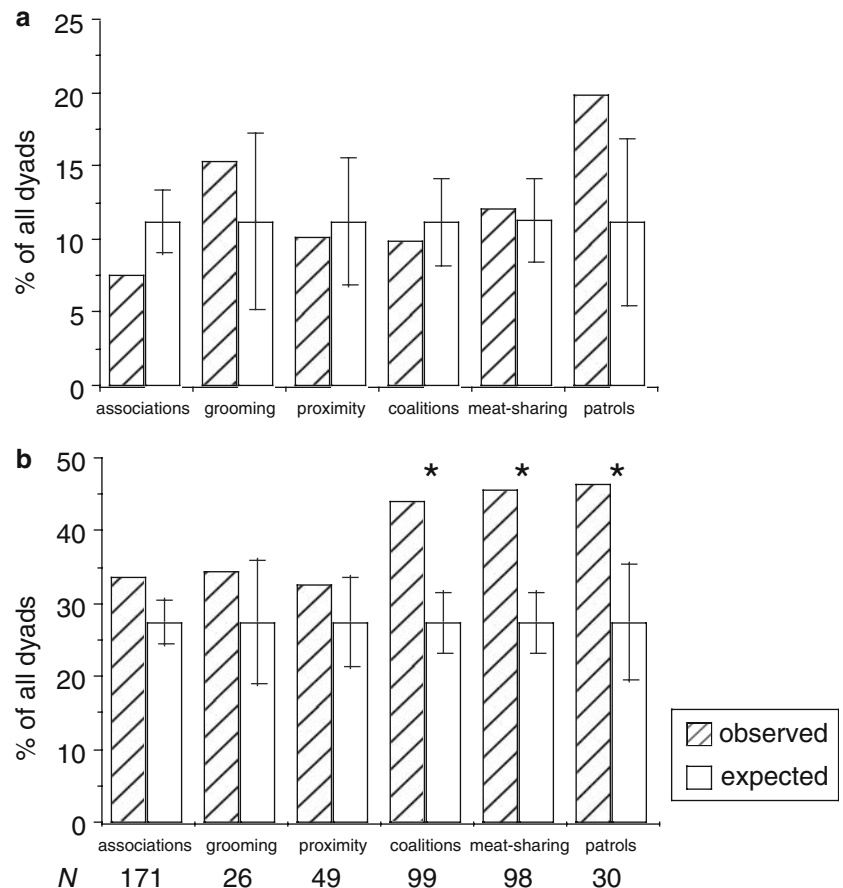 a
% of all dyads
25
20
15
10
5
0
associations grooming proximity coalitions meat-sharing patrols
b
% of all dyads
50
40
30
20
10
0
* * *
associations grooming proximity coalitions meat-sharing patrols
N 171 26 49 99 98 30
observed
expected